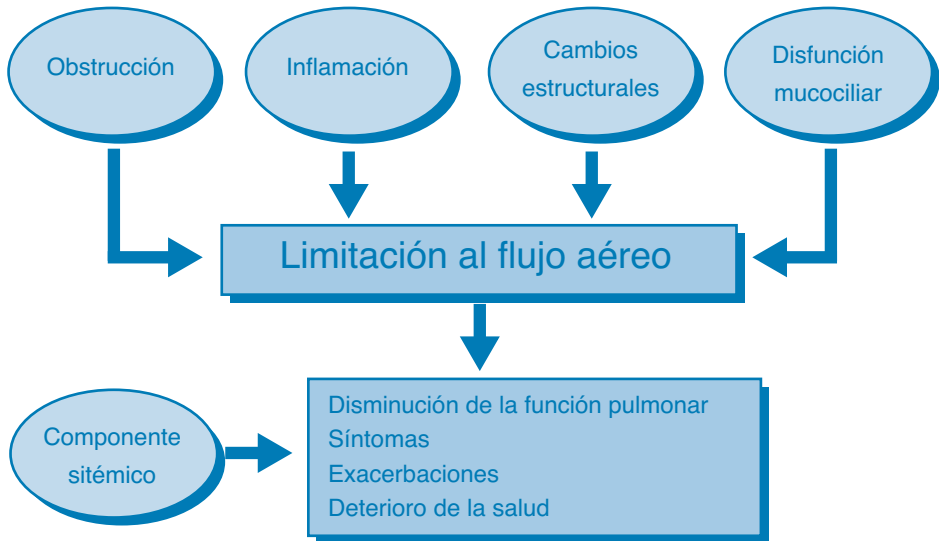 Obstrucción
Inflamación
Cambios
estructurales
Disfunción
mucociliar
Limitación al flujo aéreo
Componente
sitémico
Disminución de la función pulmonar
Síntomas
Exacerbaciones
Deterioro de la salud